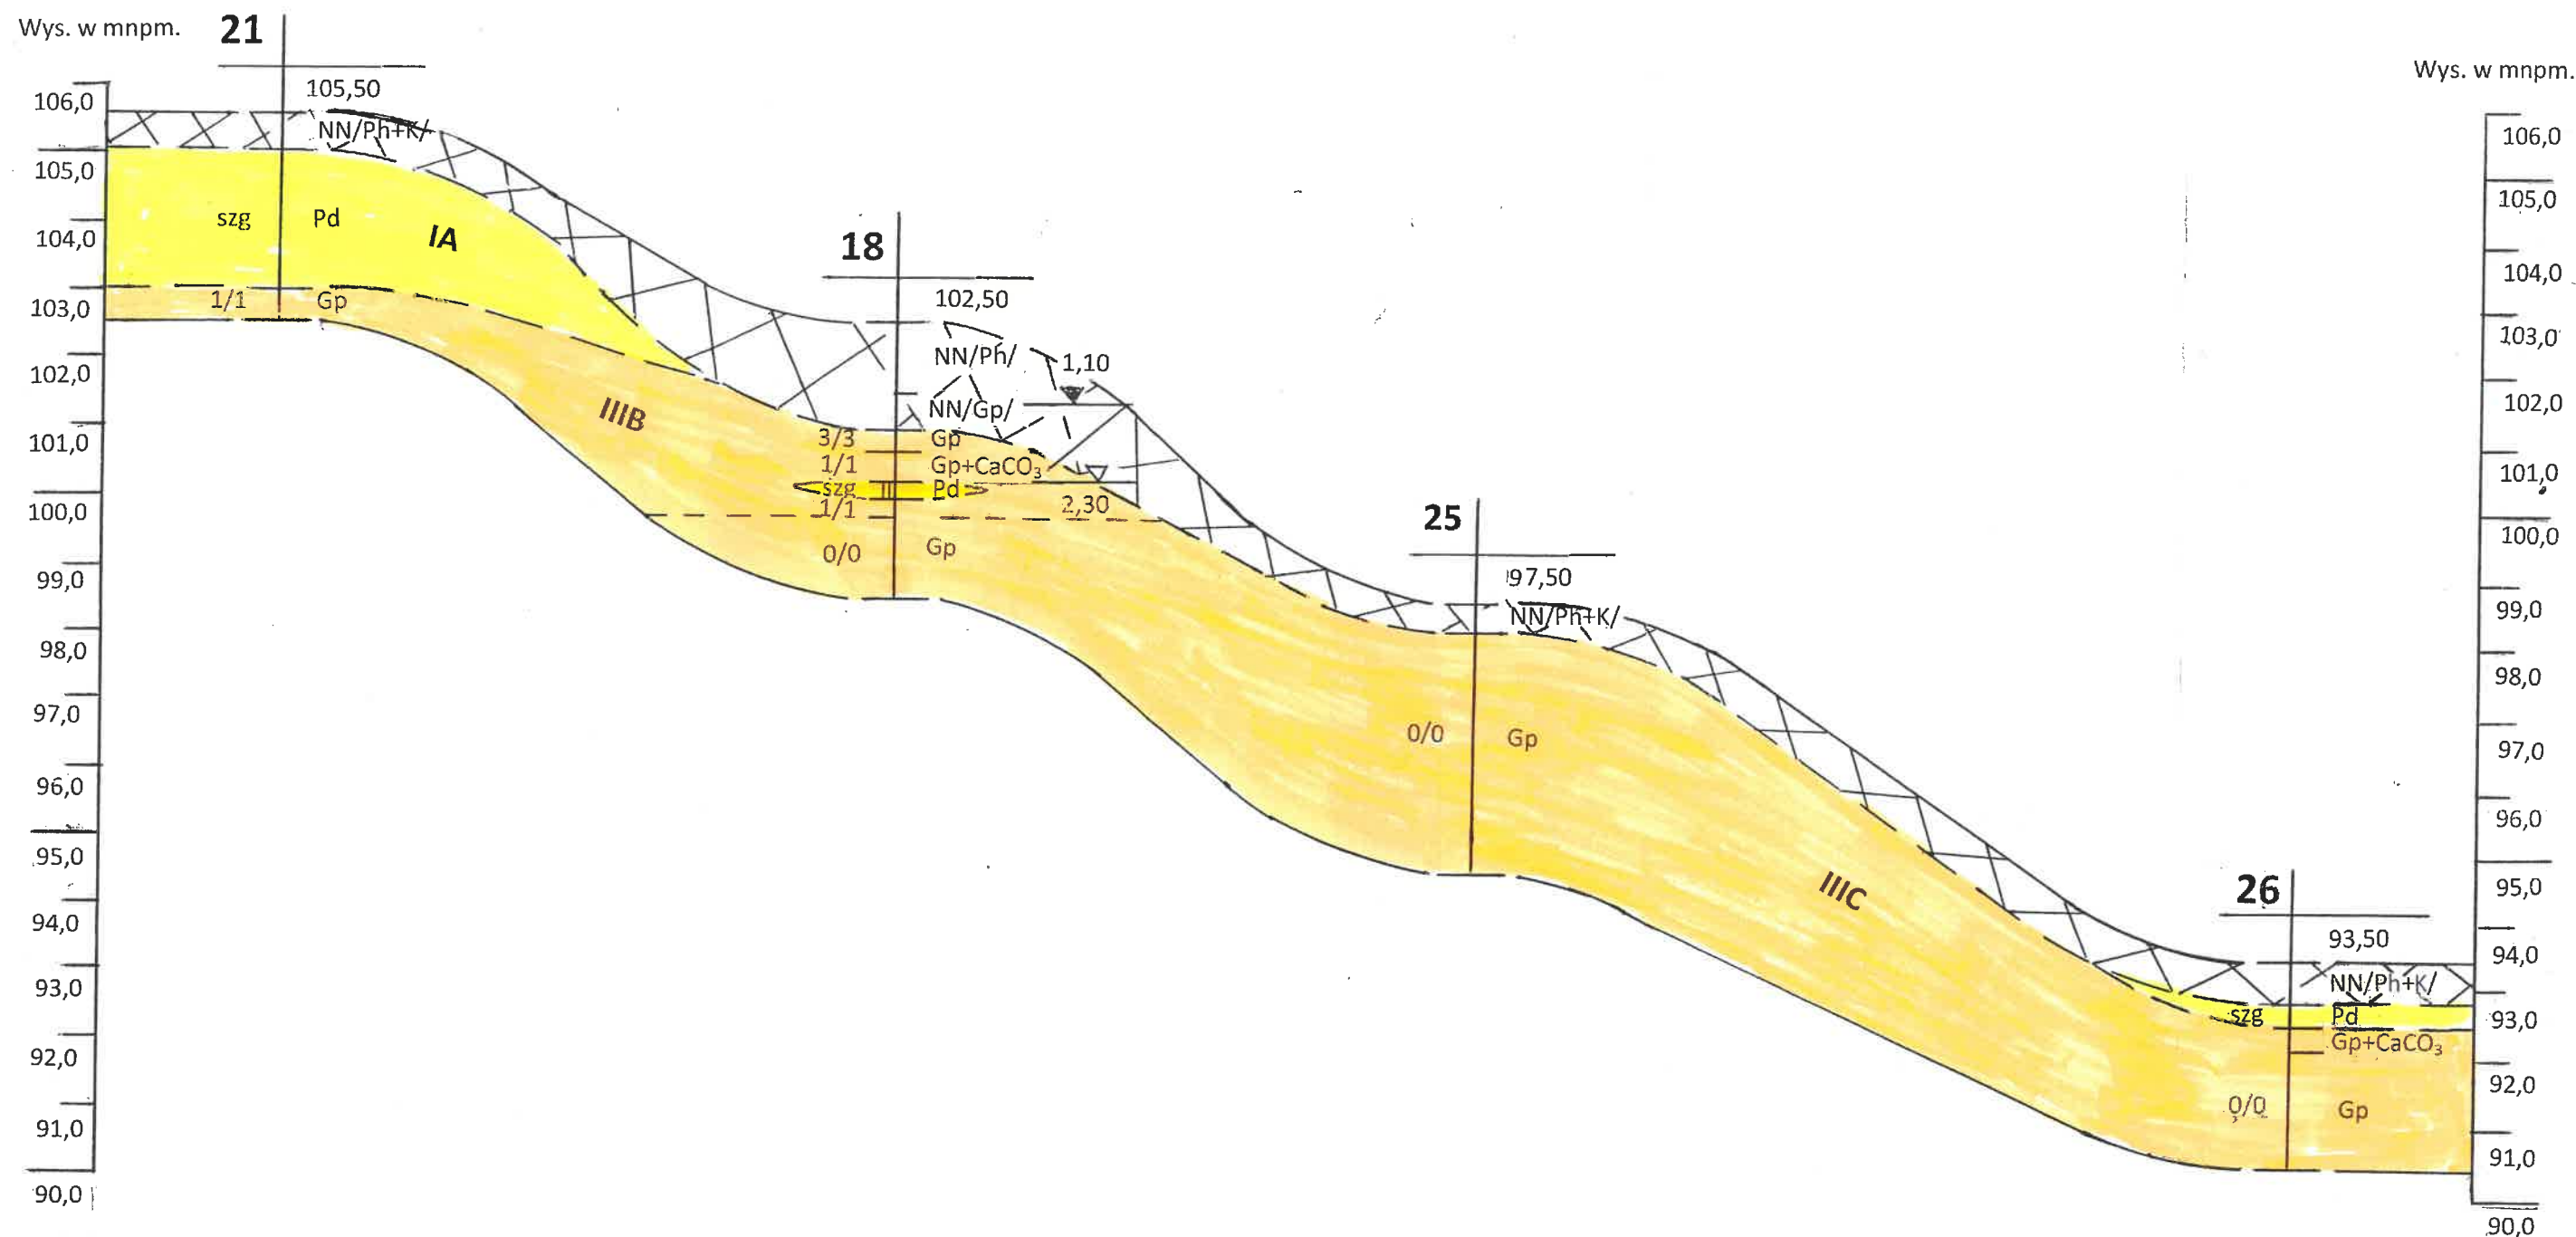 Wys. w mnpm.
Wys. w mnpm.
106,0
105,0
104,0
103,0
102,0
101,0
100,0
99,0
98,0
97,0
96,0
95,0
94,0
93,0
92,0
91,0
90,0
21
105,50
NN/Ph+K/
szg Pd IA
1/1 Gp
IIIB
18
102,50
NN/Ph/
1,10
NN/Gp/
3/3 Gp
1/1 Gp+CaCO₃
szg III Pd
1/1 2,30
0/0 Gp
25
97,50
NN/Ph+K/
0/0 Gp
IIIC
26
93,50
NN/Ph+K/
szg Pd
Gp+CaCO₃
0/0 Gp
106,0
105,0
104,0
103,0
102,0
101,0
100,0
99,0
98,0
97,0
96,0
95,0
94,0
93,0
92,0
91,0
90,0